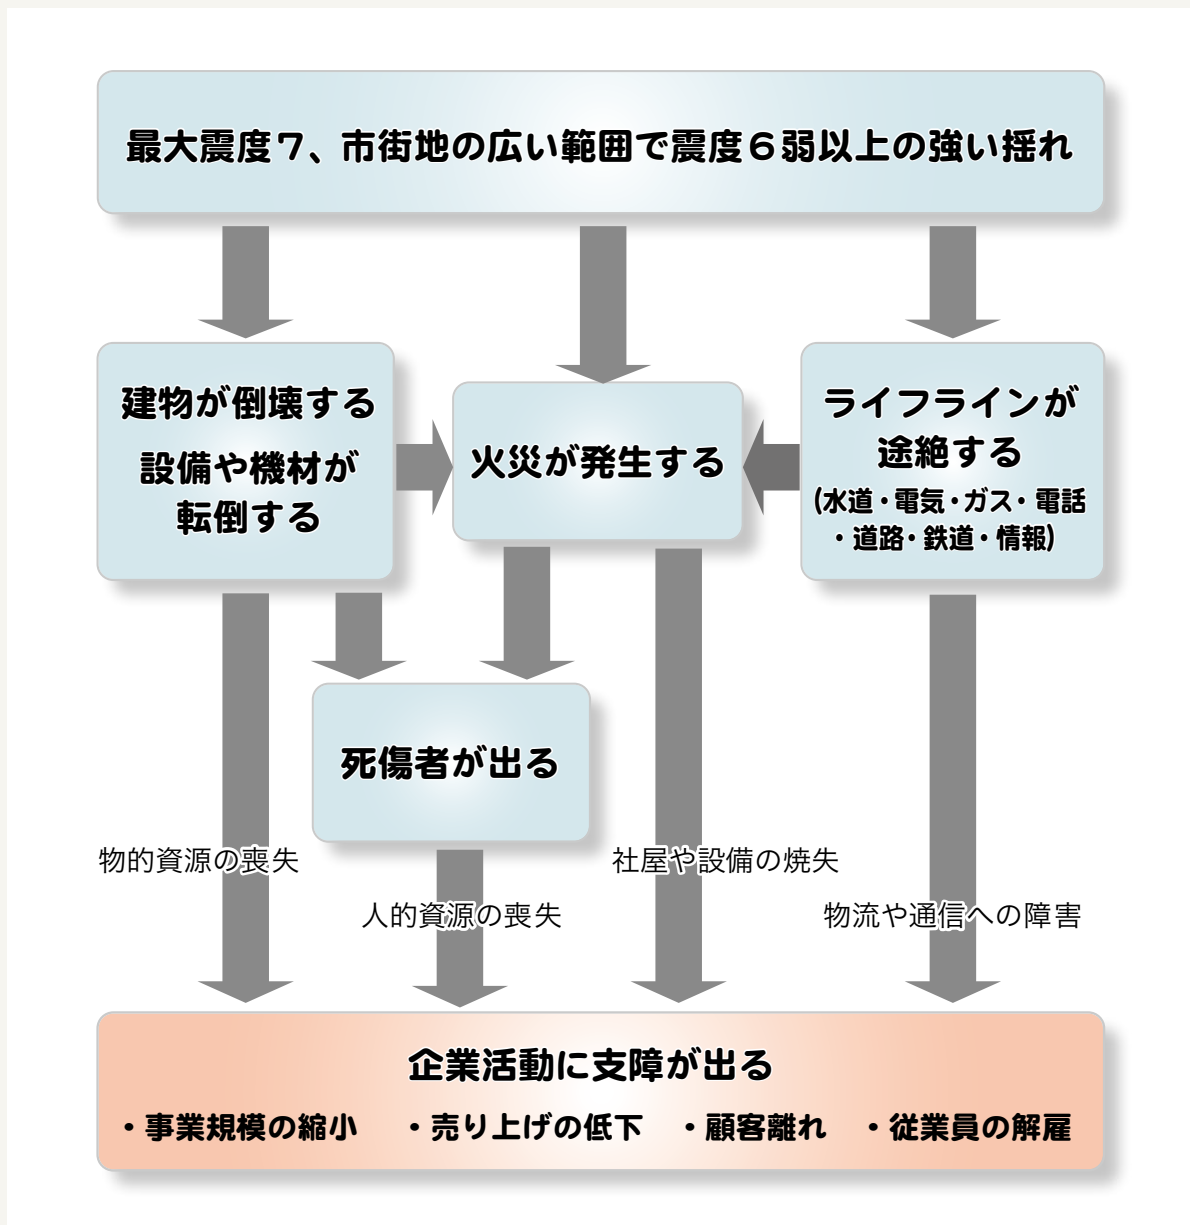 最大震度７、市街地の広い範囲で震度６弱以上の強い揺れ
建物が倒壊する
設備や機材が
転倒する
火災が発生する
ライフラインが
途絶する
(水道・電気・ガス・電話
・道路・鉄道・情報)
死傷者が出る
物的資源の喪失
社屋や設備の焼失
人的資源の喪失
物流や通信への障害
企業活動に支障が出る
・事業規模の縮小　・売り上げの低下　・顧客離れ　・従業員の解雇